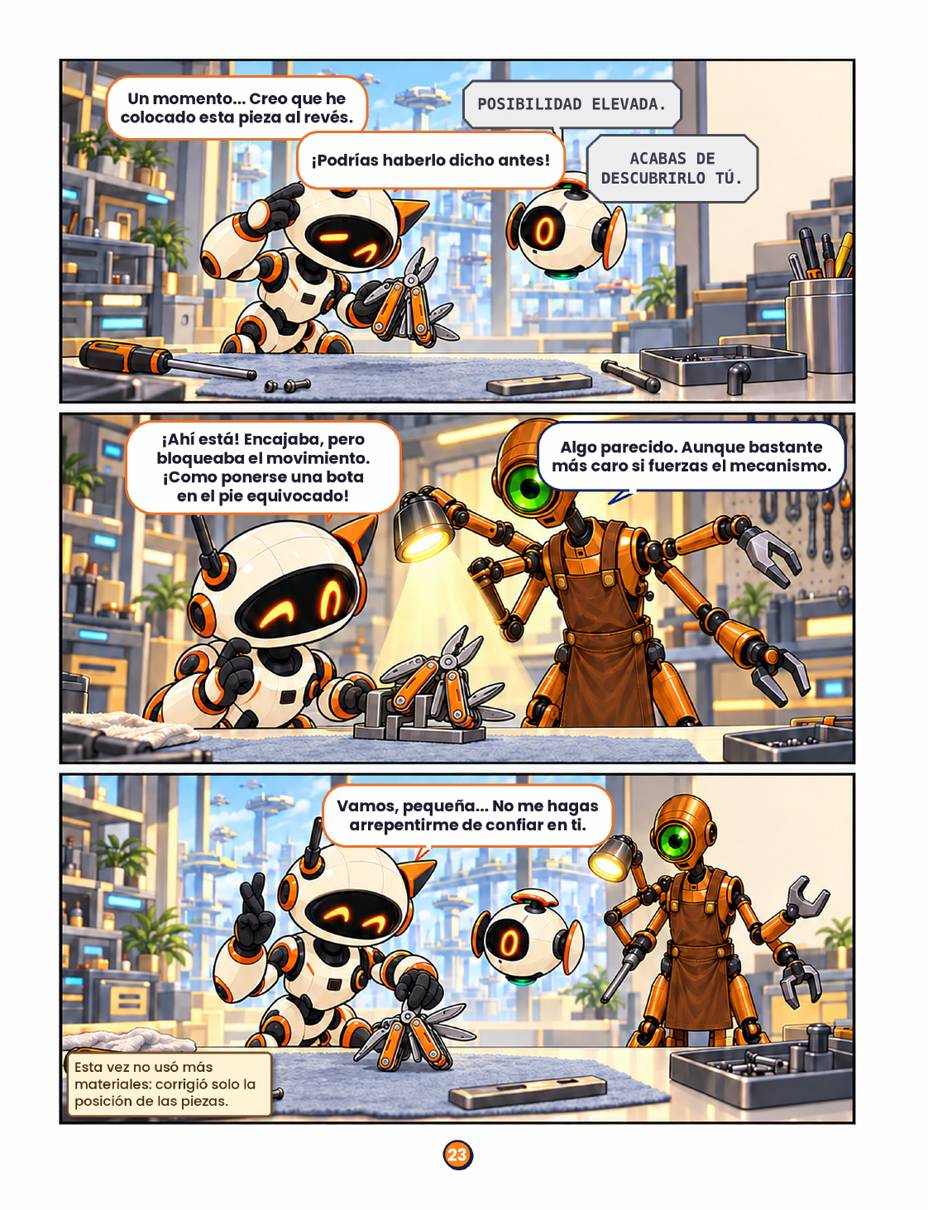 Un momento... Creo que he
colocado esta pieza al revés.
POSIBILIDAD ELEVADA.
¡Podrías haberlo dicho antes!
ACABAS DE
DESCUBRIRLO TÚ.
¡Ahí está! Encajaba, pero
bloqueaba el movimiento.
¡Como ponerse una bota
en el pie equivocado!
Algo parecido. Aunque bastante
más caro si fuerzas el mecanismo.
Vamos, pequeña... No me hagas
arrepentirme de confiar en ti.
Esta vez no usó más
materiales: corrigió solo la
posición de las piezas.
23